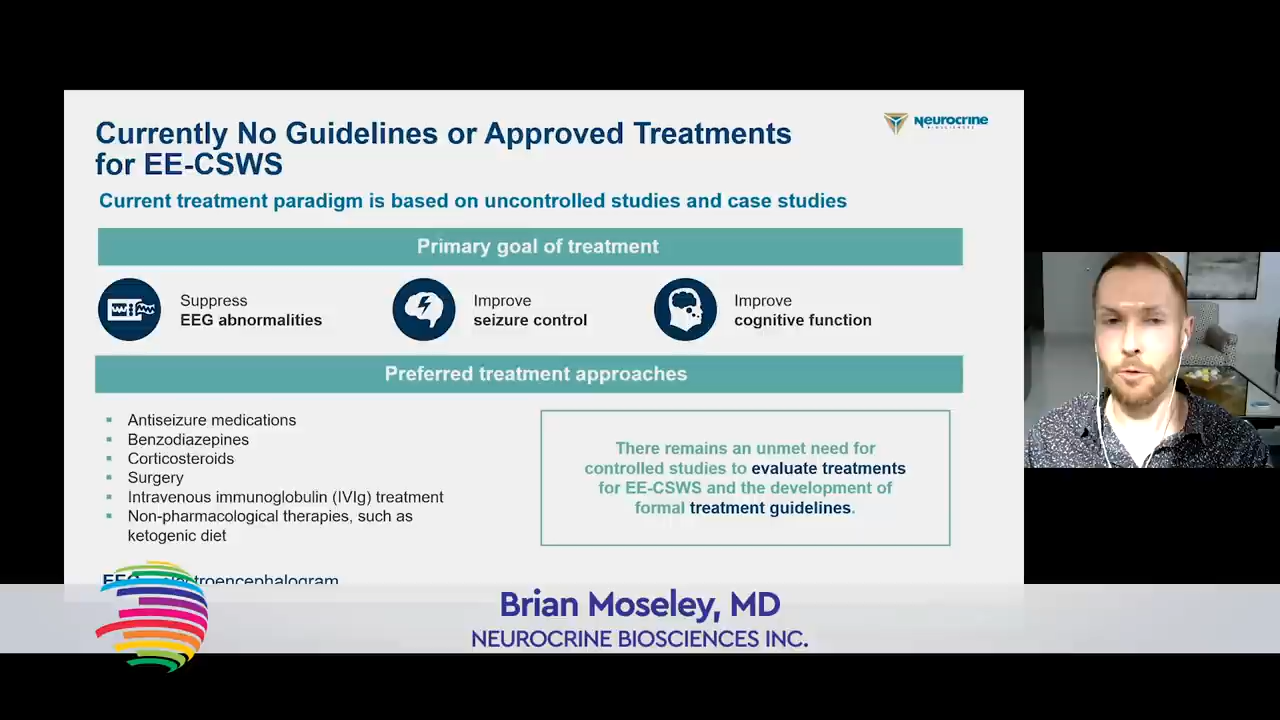 Currently No Guidelines or Approved Treatments
for EE-CSWS
Neurocrine
BIOSCIENCES
Current treatment paradigm is based on uncontrolled studies and case studies
Primary goal of treatment
Suppress
EEG abnormalities
Improve
seizure control
Improve
cognitive function
Preferred treatment approaches
▪ Antiseizure medications
▪ Benzodiazepines
▪ Corticosteroids
▪ Surgery
▪ Intravenous immunoglobulin (IVIg) treatment
▪ Non-pharmacological therapies, such as
ketogenic diet
There remains an unmet need for
controlled studies to evaluate treatments
for EE-CSWS and the development of
formal treatment guidelines.
Brian Moseley, MD
NEUROCRINE BIOSCIENCES INC.